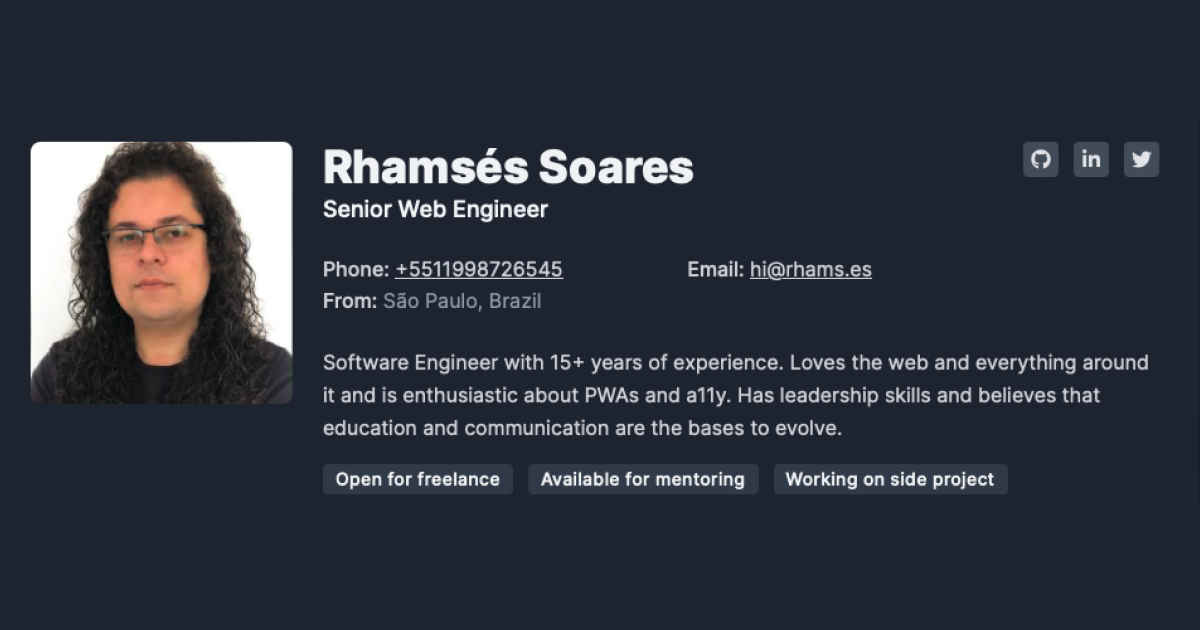 Rhamsés Soares
Senior Web Engineer
in
Phone: +5511998726545
Email: hi@rhams.es
From: São Paulo, Brazil
Software Engineer with 15+ years of experience. Loves the web and everything around
it and is enthusiastic about PWAs and a11y. Has leadership skills and believes that
education and communication are the bases to evolve.
Open for freelance
Available for mentoring
Working on side project